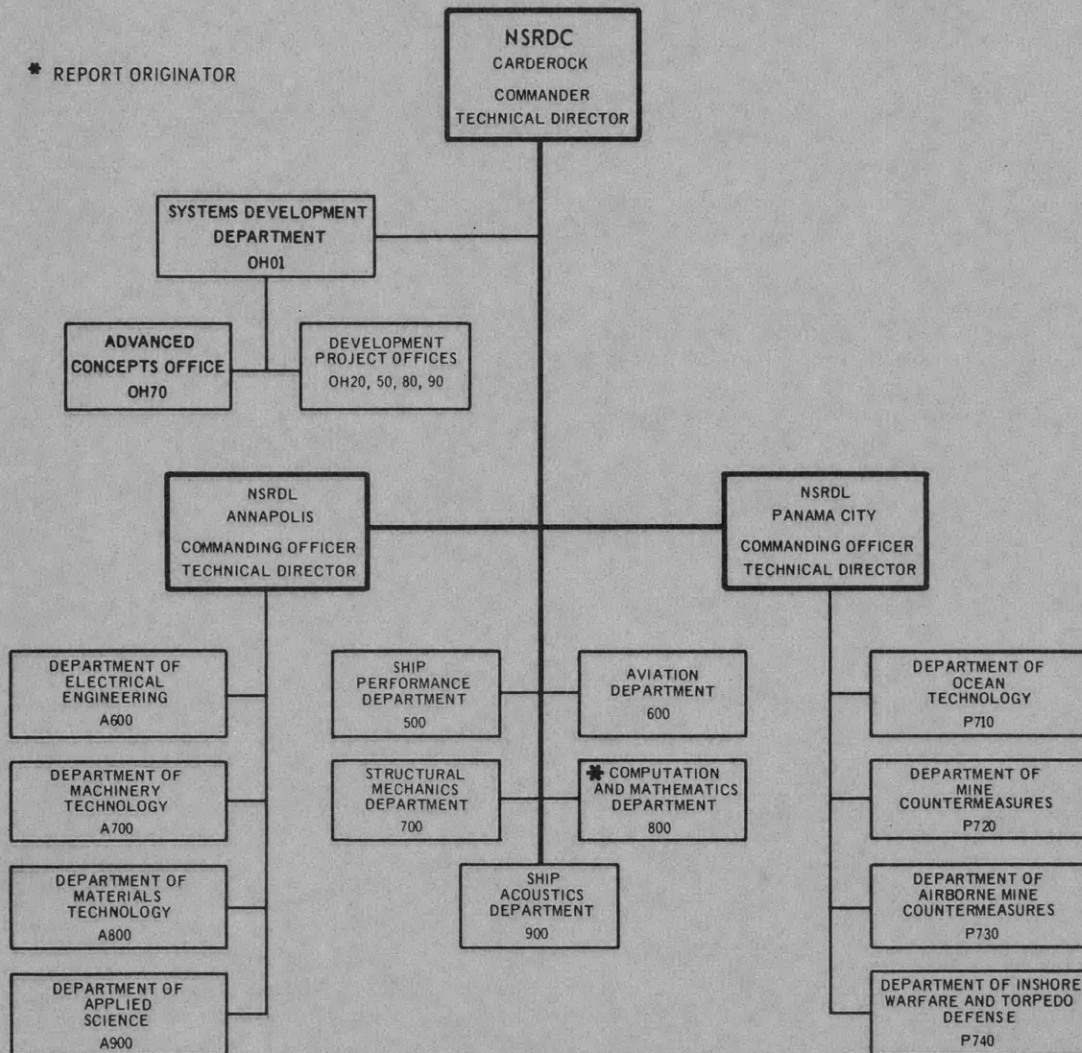 NSRDC
CARDEROCK
COMMANDER
TECHNICAL DIRECTOR
* REPORT ORIGINATOR
SYSTEMS DEVELOPMENT
DEPARTMENT
OH01
ADVANCED
CONCEPTS OFFICE
OH70
DEVELOPMENT
PROJECT OFFICES
OH20, 50, 80, 90
NSRDL
ANNAPOLIS
COMMANDING OFFICER
TECHNICAL DIRECTOR
NSRDL
PANAMA CITY
COMMANDING OFFICER
TECHNICAL DIRECTOR
DEPARTMENT OF
ELECTRICAL
ENGINEERING
A600
SHIP
PERFORMANCE
DEPARTMENT
500
AVIATION
DEPARTMENT
600
DEPARTMENT OF
OCEAN
TECHNOLOGY
P710
DEPARTMENT OF
MACHINERY
TECHNOLOGY
A700
STRUCTURAL
MECHANICS
DEPARTMENT
700
* COMPUTATION
AND MATHEMATICS
DEPARTMENT
800
DEPARTMENT OF
MINE
COUNTERMEASURES
P720
DEPARTMENT OF
MATERIALS
TECHNOLOGY
A800
SHIP
ACOUSTICS
DEPARTMENT
900
DEPARTMENT OF
AIRBORNE MINE
COUNTERMEASURES
P730
DEPARTMENT OF
APPLIED
SCIENCE
A900
DEPARTMENT OF INSHORE
WARFARE AND TORPEDO
DEFENSE
P740